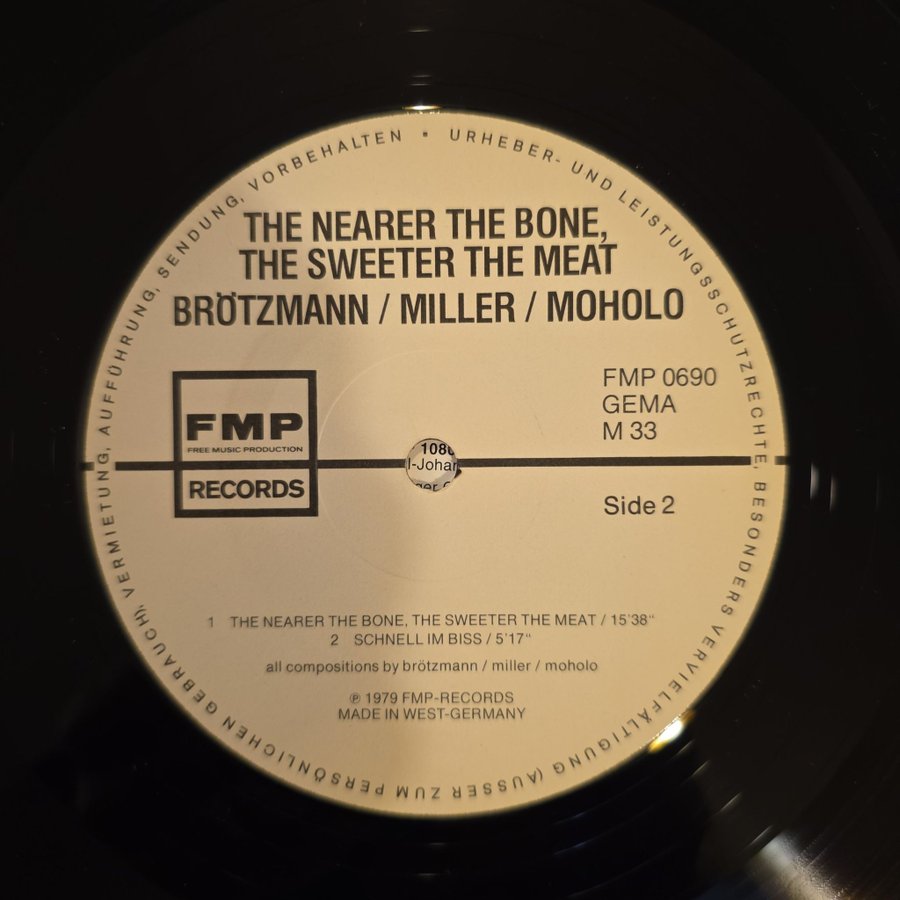 URHEBER- UND LEISTUNGSSCHUTZRECHTE, BESONDERS VERVIELFÄLTIGUNG (AUSSER ZUM PERSÖNLICHEN GEBRAUCH), VERMIETUNG, AUFFÜHRUNG, SENDUNG, VORBEHALTEN •
THE NEARER THE BONE,
THE SWEETER THE MEAT
BRÖTZMANN / MILLER / MOHOLO
FMP
FREE MUSIC PRODUCTION
RECORDS
FMP 0690
GEMA
M 33
Side 2
1 THE NEARER THE BONE, THE SWEETER THE MEAT / 15'38"
2 SCHNELL IM BISS / 5'17"
all compositions by brötzmann / miller / moholo
℗ 1979 FMP-RECORDS
MADE IN WEST-GERMANY